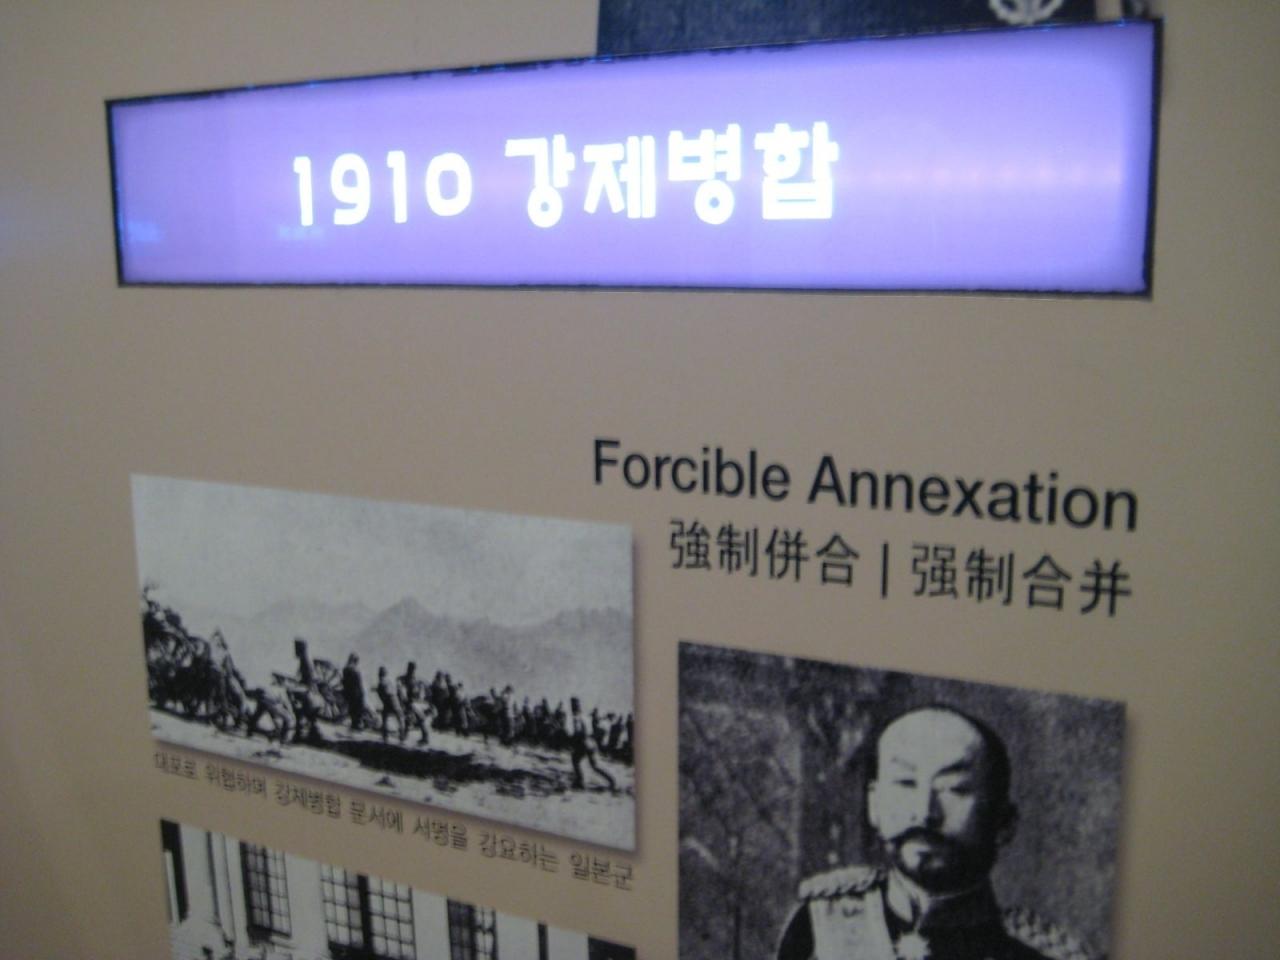 1910 강제병합
Forcible Annexation
強制併合 | 强制合并
대포로 위협하며 강제병합 문서에 서명을 강요하는 일본군